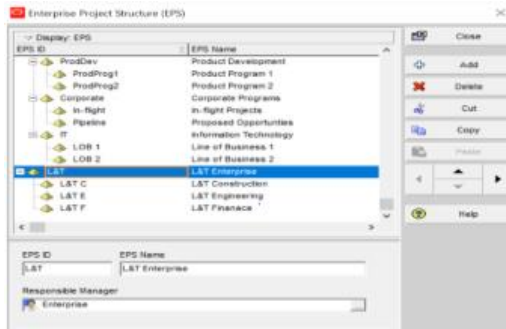 Enterprise Project Structure (EPS)
Display: EPS
EPS ID EPS Name
ProdDev Product Development
ProdProg1 Product Program 1
ProdProg2 Product Program 2
Corporate Corporate Programs
In-flight In-flight Projects
Pipeline Proposed Opportunities
IT Information Technology
LOB 1 Line of Business 1
LOB 2 Line of Business 2
L&T L&T Enterprise
L&T C L&T Construction
L&T E L&T Engineering
L&T F L&T Finanace
Close
Add
Delete
Cut
Copy
Paste
Help
EPS ID EPS Name
L&T L&T Enterprise
Responsible Manager
Enterprise